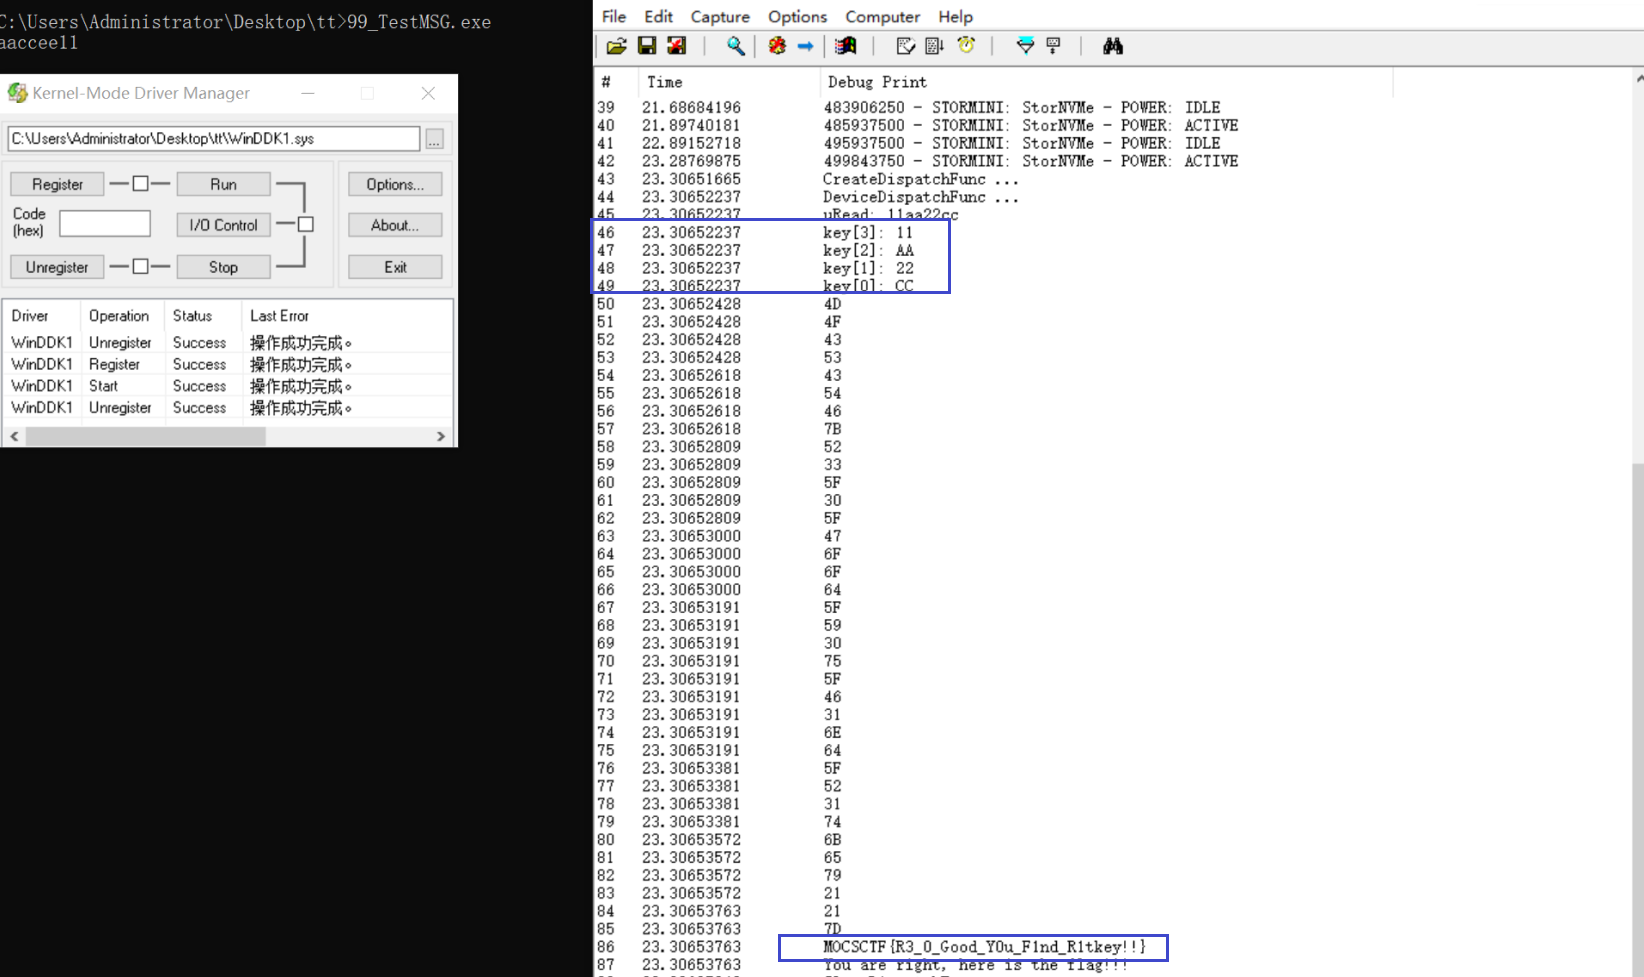 C:\Users\Administrator\Desktop\tt>99_TestMSG.exe
aaccee11
Kernel-Mode Driver Manager
C:\Users\Administrator\Desktop\tt\WinDDK1.sys
...
Register Run Options...
Code (hex) I/O Control About...
Unregister Stop Exit
Driver Operation Status Last Error
WinDDK1 Unregister Success 操作成功完成。
WinDDK1 Register Success 操作成功完成。
WinDDK1 Start Success 操作成功完成。
WinDDK1 Unregister Success 操作成功完成。
File Edit Capture Options Computer Help
# Time Debug Print
39 21.68684196 483906250 - STORMINI: StorNVMe - POWER: IDLE
40 21.89740181 485937500 - STORMINI: StorNVMe - POWER: ACTIVE
41 22.89152718 495937500 - STORMINI: StorNVMe - POWER: IDLE
42 23.28769875 499843750 - STORMINI: StorNVMe - POWER: ACTIVE
43 23.30651665 CreateDispatchFunc ...
44 23.30652237 DeviceDispatchFunc ...
45 23.30652237 uRead: 11aa22cc
46 23.30652237 key[3]: 11
47 23.30652237 key[2]: AA
48 23.30652237 key[1]: 22
49 23.30652237 key[0]: CC
50 23.30652428 4D
51 23.30652428 4F
52 23.30652428 43
53 23.30652428 53
54 23.30652618 43
55 23.30652618 54
56 23.30652618 46
57 23.30652618 7B
58 23.30652809 52
59 23.30652809 33
60 23.30652809 5F
61 23.30652809 30
62 23.30652809 5F
63 23.30653000 47
64 23.30653000 6F
65 23.30653000 6F
66 23.30653000 64
67 23.30653191 5F
68 23.30653191 59
69 23.30653191 30
70 23.30653191 75
71 23.30653191 5F
72 23.30653191 46
73 23.30653191 31
74 23.30653191 6E
75 23.30653191 64
76 23.30653381 5F
77 23.30653381 52
78 23.30653381 31
79 23.30653381 74
80 23.30653572 6B
81 23.30653572 65
82 23.30653572 79
83 23.30653572 21
84 23.30653763 21
85 23.30653763 7D
86 23.30653763 MOCSCTF{R3_0_Good_Y0u_F1nd_R1tkey!!}
87 23.30653763 You are right, here is the flag!!!